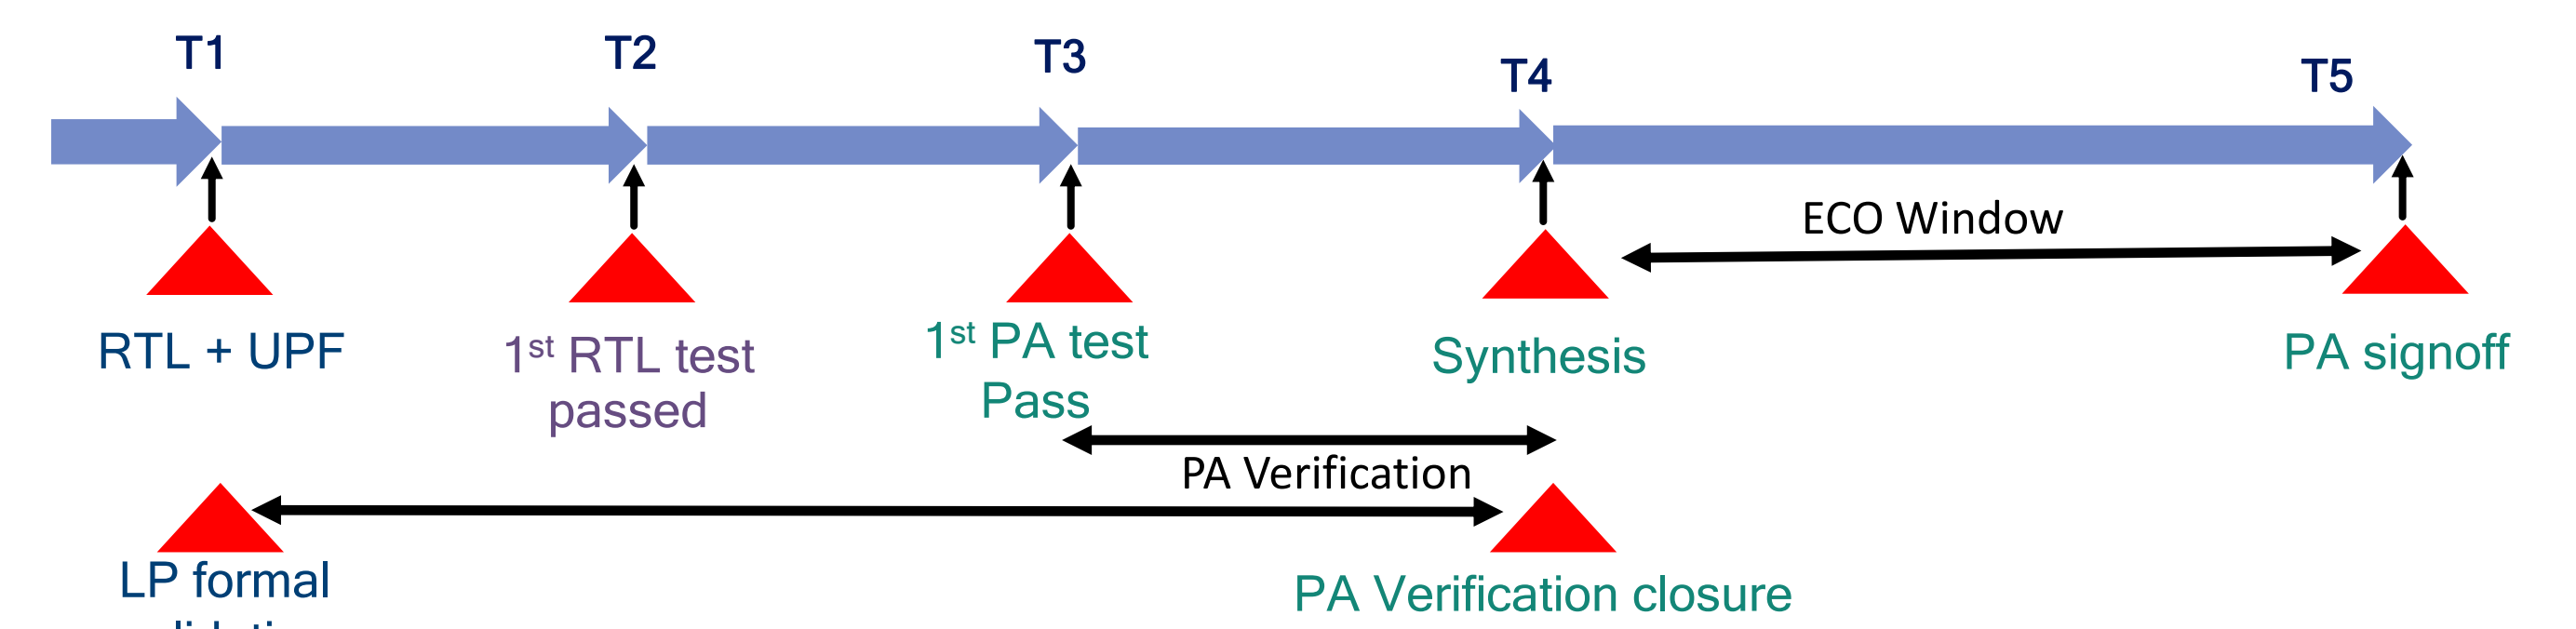 T1
T2
T3
T4
T5
ECO Window
RTL + UPF
1st RTL test
passed
1st PA test
Pass
Synthesis
PA signoff
PA Verification
LP formal
PA Verification closure